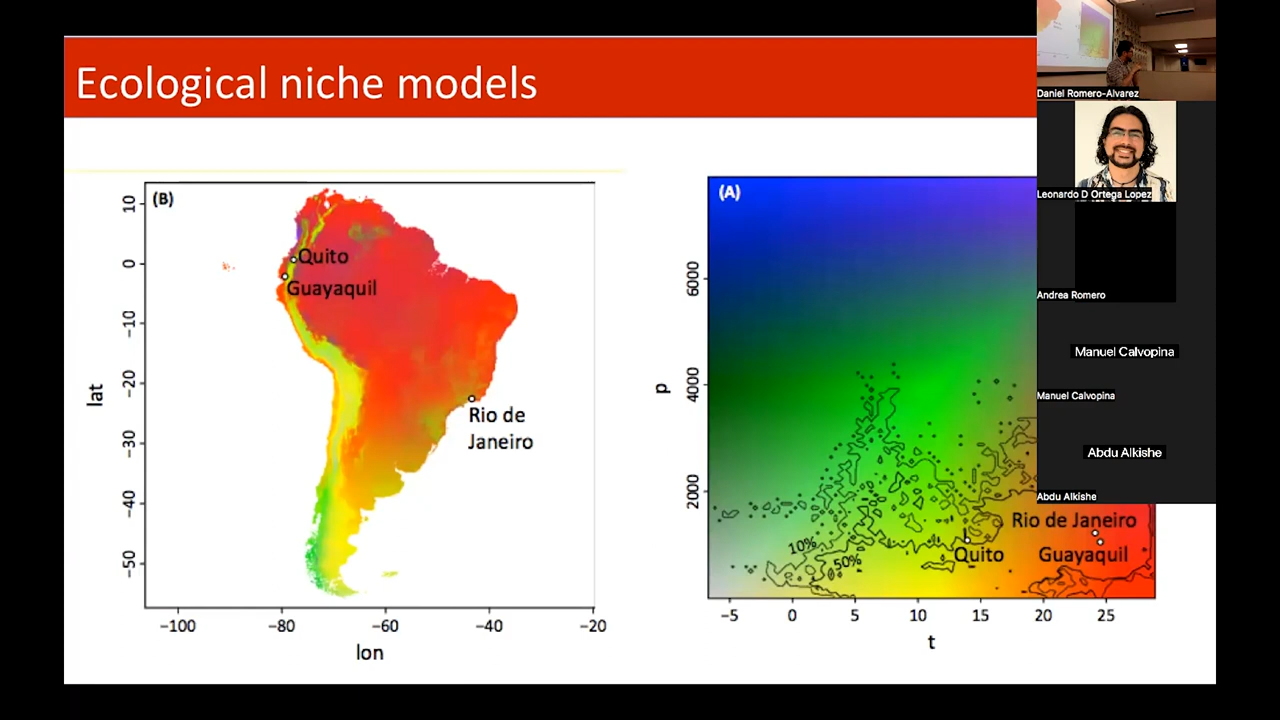 Ecological niche models
(B)
10
0
−10
−20
−30
−40
−50
lat
−100
−80
−60
−40
−20
lon
Quito
Guayaquil
Rio de
Janeiro
(A)
6000
4000
2000
p
−5
0
5
10
15
20
25
t
10%
50%
Quito
Rio de Janeiro
Guayaquil
Daniel Romero-Alvarez
Leonardo D Ortega Lopez
Andrea Romero
Manuel Calvopina
Manuel Calvopina
Abdu Alkishe
Abdu Alkishe